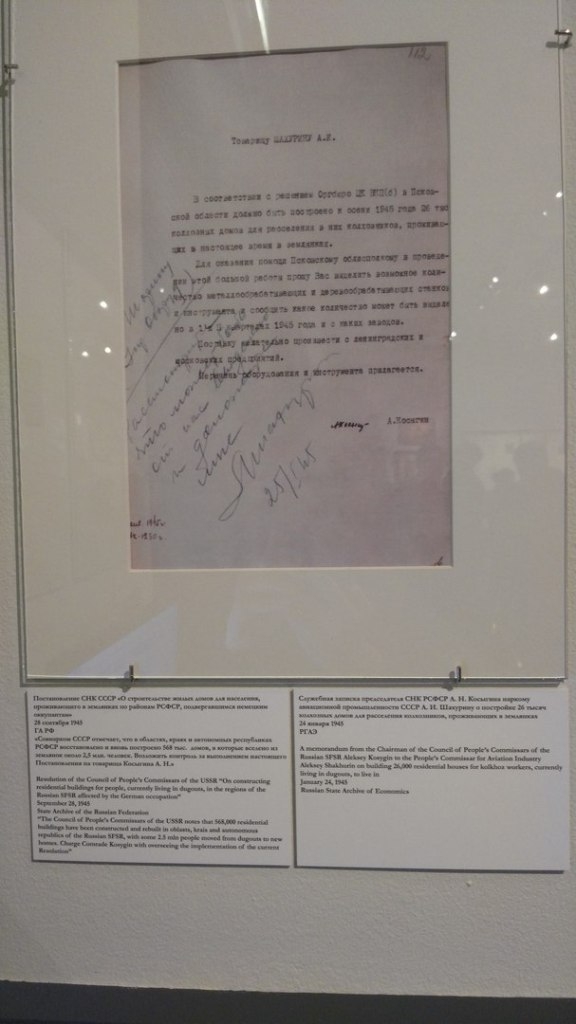 112
Товарищу ШАХУРИНУ А.И.
В соответствии с решением Оргбюро ЦК ВКП(б) в Псков-
ской области должно быть построено к осени 1945 года 26 тыс
колхозных домов для расселения в них колхозников, прожива-
щих в настоящее время в землянках.
Для оказания помощи Псковскому облисполкому в проведе-
нии этой большой работы прошу Вас выделить возможное коли-
чество металлообрабатывающих и деревообрабатывающих станков
и инструмента и сообщить какое количество может быть выделе
но в 1 и II кварталах 1945 года и с каких заводов.
Поставку желательно произвести с ленинградских и
московских предприятий.
Перечень оборудования и инструмента прилагается.
А.Косыгин
и
мне
25/I 45
Постановление СНК СССР «О строительстве жилых домов для населения,
проживающего в землянках по районам РСФСР, подвергавшимся немецкой
оккупации»
28 сентября 1945
ГА РФ
«Совнарком СССР отмечает, что в областях, краях и автономных республиках
РСФСР восстановлено и вновь построено 568 тыс. домов, в которые вселено из
землянок около 2,5 млн. человек. Возложить контроль за выполнением настоящего
Постановления на товарища Косыгина А. Н.»
Resolution of the Council of People's Commissars of the USSR "On constructing
residential buildings for people, currently living in dugouts, in the regions of the
Russian SFSR affected by the German occupation"
September 28, 1945
State Archive of the Russian Federation
"The Council of People's Commissars of the USSR notes that 568,000 residential
buildings have been constructed and rebuilt in oblasts, krais and autonomous
republics of the Russian SFSR, with some 2.5 mln people moved from dugouts to new
homes. Charge Comrade Kosygin with overseeing the implementation of the current
Resolution"
Служебная записка председателя СНК РСФСР А. Н. Косыгина наркому
авиационной промышленности СССР А. И. Шахурину о постройке 26 тысяч
колхозных домов для расселения колхозников, проживающих в землянках
24 января 1945
РГАЭ
A memorandum from the Chairman of the Council of People's Commissars of the
Russian SFSR Aleksey Kosygin to the People's Commissar for Aviation Industry
Aleksey Shakhurin on building 26,000 residential houses for kolkhoz workers, currently
living in dugouts, to live in
January 24, 1945
Russian State Archive of Economics